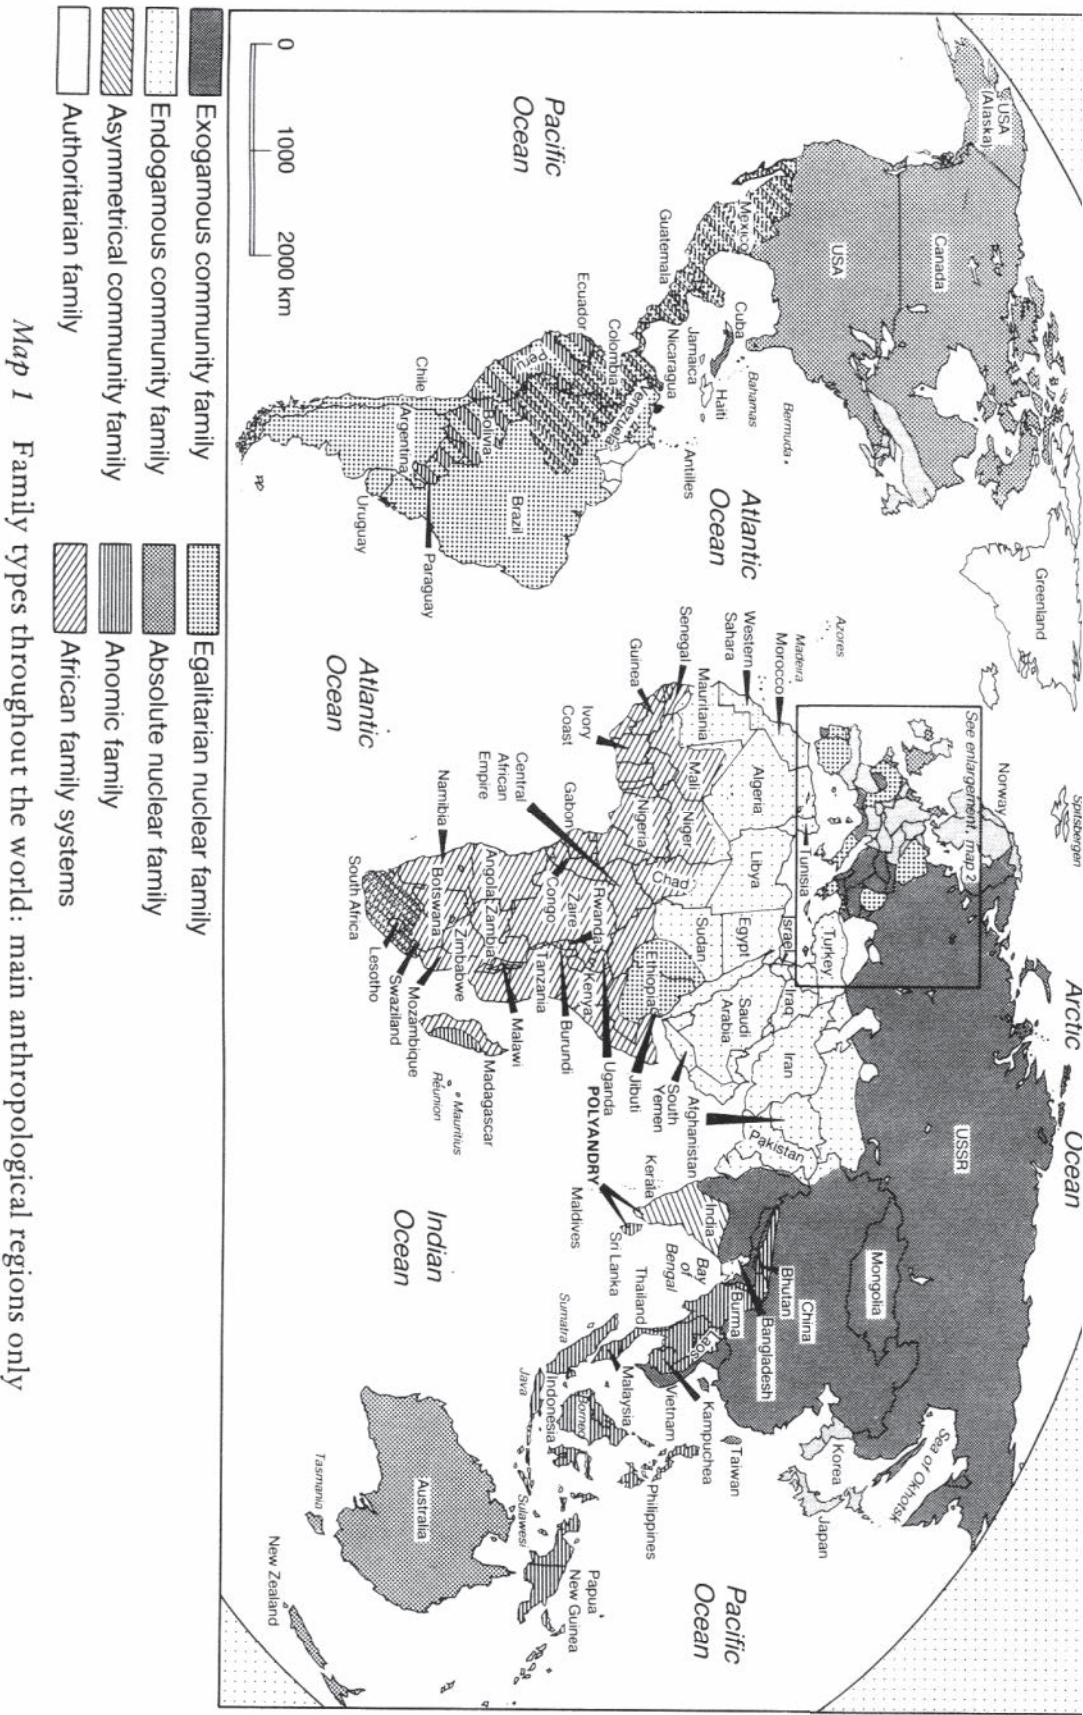 USA
(Alaska)
Canada
USA
Mexico
Guatemala
Cuba
Jamaica
Nicaragua
Haiti
Bahamas
Bermuda
Antilles
Pacific
Ocean
Atlantic
Ocean
Ecuador
Colombia
Venezuela
Peru
Chile
Bolivia
Argentina
Brazil
Uruguay
Paraguay
0 1000 2000 km
Greenland
Spitsbergen
Norway
See enlargement, map 2
Azores
Madeira
Morocco
Western
Sahara
Mauritania
Senegal
Guinea
Ivory
Coast
Central
African
Empire
Gabon
Namibia
Atlantic
Ocean
Tunisia
Algeria
Libya
Egypt
Israel
Turkey
Iraq
Iran
Mali
Niger
Nigeria
Chad
Sudan
Ethiopia
Saudi
Arabia
South
Yemen
Jibuti
Afghanistan
Pakistan
Congo
Zaire
Rwanda
Kenya
Uganda
Burundi
Tanzania
Angola
Zambia
Malawi
Botswana
Zimbabwe
Mozambique
Swaziland
Lesotho
South Africa
Madagascar
Mauritius
Réunion
POLYANDRY
Kerala
India
Maldives
Sri Lanka
Bay
of
Bengal
Indian
Ocean
Arctic Ocean
USSR
Mongolia
China
Bhutan
Bangladesh
Burma
Thailand
Laos
Vietnam
Kampuchea
Malaysia
Sumatra
Java
Indonesia
Borneo
Sulawesi
Philippines
Taiwan
Korea
Japan
Sea of Okhotsk
Pacific
Ocean
Papua
New Guinea
Australia
Tasmania
New Zealand
Exogamous community family
Endogamous community family
Asymmetrical community family
Authoritarian family
Egalitarian nuclear family
Absolute nuclear family
Anomic family
African family systems
Map 1 Family types throughout the world: main anthropological regions only